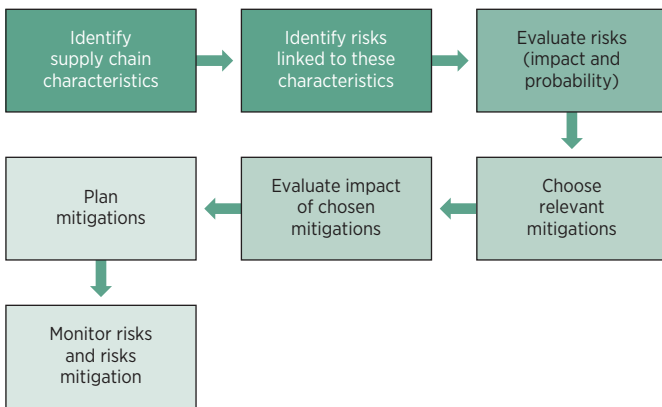 Identify
supply chain
characteristics
Identify risks
linked to these
characteristics
Evaluate risks
(impact and
probability)
Choose
relevant
mitigations
Evaluate impact
of chosen
mitigations
Plan
mitigations
Monitor risks
and risks
mitigation